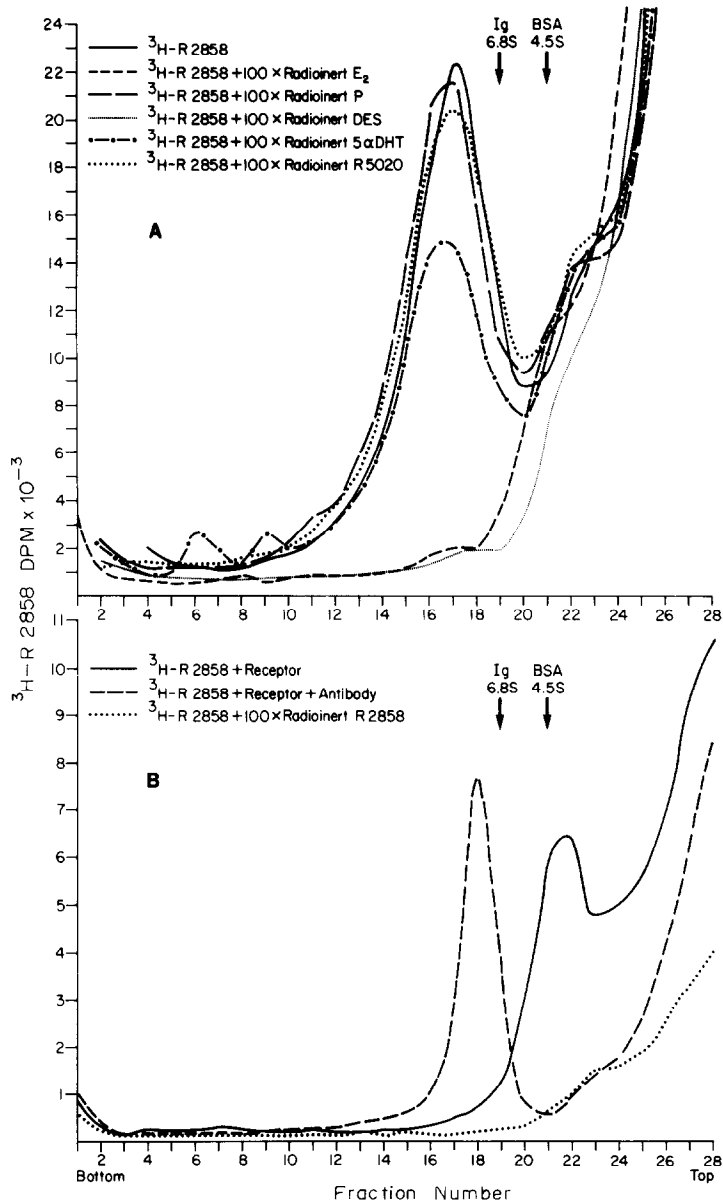 24
22
20
18
16
14
12
10
8
6
4
2
³H-R 2858
³H-R 2858+100×Radioinert E₂
³H-R 2858+100×Radioinert P
³H-R 2858+100×Radioinert DES
³H-R 2858+100×Radioinert 5αDHT
³H-R 2858+100×Radioinert R5020
Ig
6.8S
BSA
4.5S
A
2 4 6 8 10 12 14 16 18 20 22 24 26 28
³H-R 2858 DPM × 10⁻³
11
10
9
8
7
6
5
4
3
2
1
³H-R 2858+Receptor
³H-R 2858+Receptor+Antibody
³H-R 2858+100×Radioinert R 2858
Ig
6.8S
BSA
4.5S
B
2 4 6 8 10 12 14 16 18 20 22 24 26 28
Bottom Top
Fraction Number